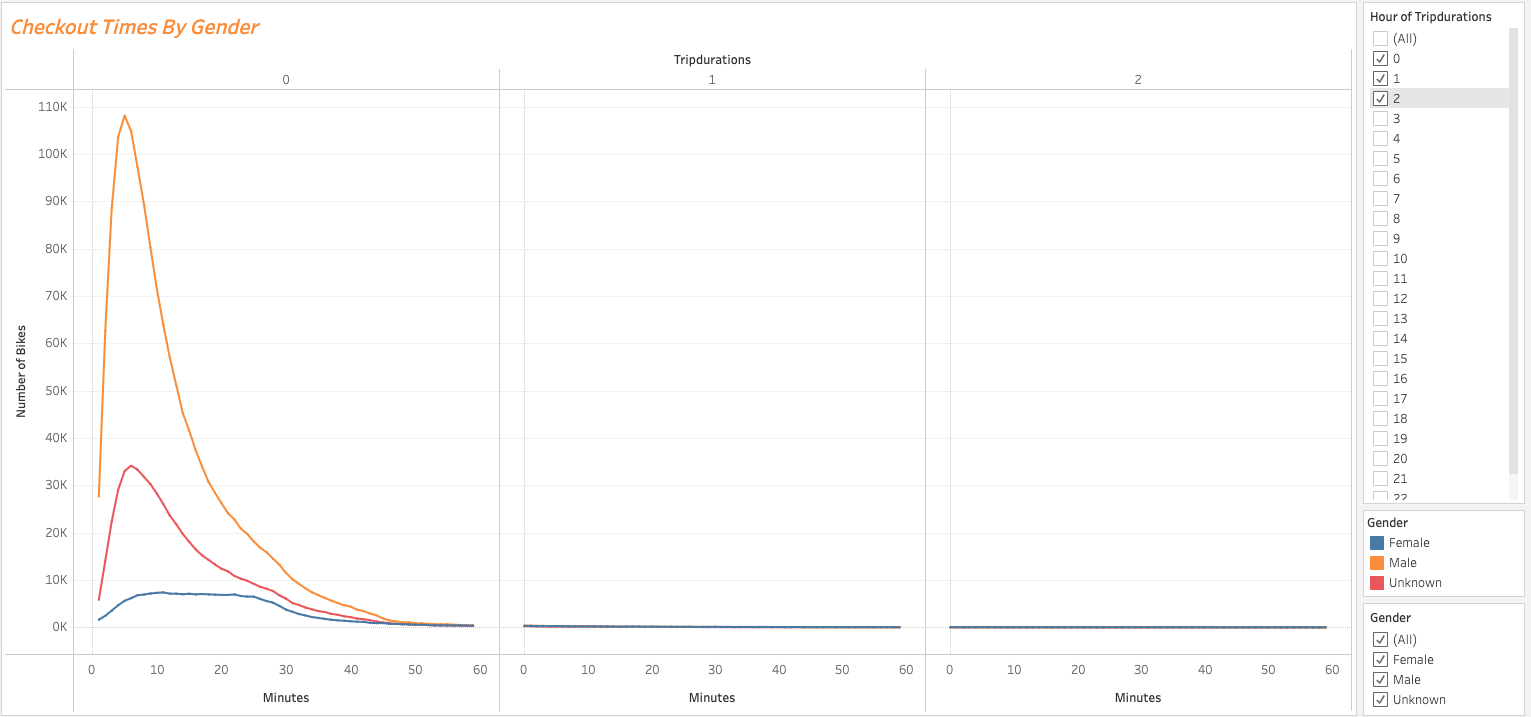 Checkout Times By Gender
Tripdurations
0 1 2
110K
100K
90K
80K
70K
60K
50K
40K
30K
20K
10K
0K
Number of Bikes
0 10 20 30 40 50 60 0 10 20 30 40 50 60 0 10 20 30 40 50 60
Minutes Minutes Minutes
Hour of Tripdurations
(All)
0
1
2
3
4
5
6
7
8
9
10
11
12
13
14
15
16
17
18
19
20
21
22
Gender
Female
Male
Unknown
Gender
(All)
Female
Male
Unknown